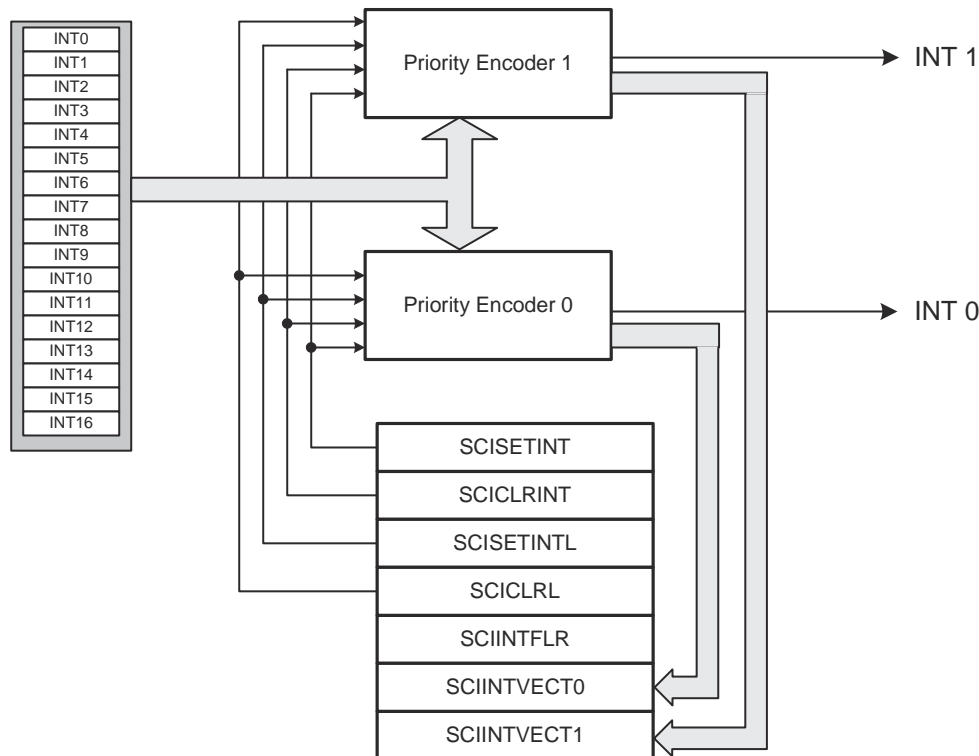 INT0
INT1
INT2
INT3
INT4
INT5
INT6
INT7
INT8
INT9
INT10
INT11
INT12
INT13
INT14
INT15
INT16
Priority Encoder 1
INT 1
Priority Encoder 0
INT 0
SCISETINT
SCICLRINT
SCISETINTL
SCICLRL
SCIINTFLR
SCIINTVECT0
SCIINTVECT1